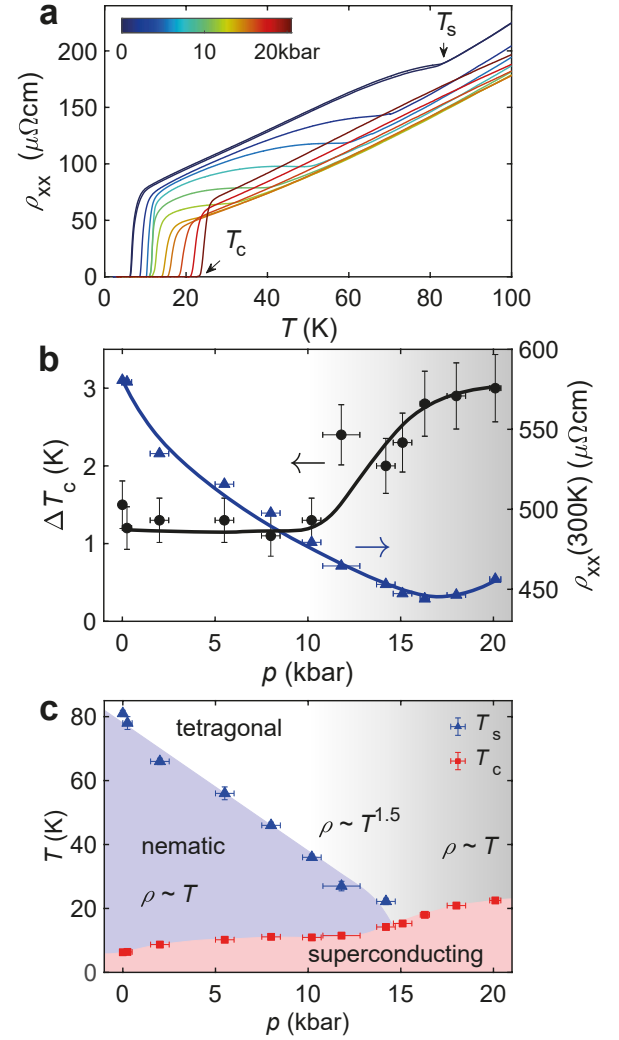 a
0 10 20kbar
T_s
ρ_xx (μΩcm)
200
150
100
50
0
T_c
0 20 40 60 80 100
T (K)
b
ΔT_c (K)
3
2
1
0
600
550
500
450
ρ_xx(300K) (μΩcm)
0 5 10 15 20
p (kbar)
c
T (K)
80
60
40
20
0
tetragonal
T_s
T_c
ρ ~ T^1.5
nematic
ρ ~ T
ρ ~ T
superconducting
0 5 10 15 20
p (kbar)